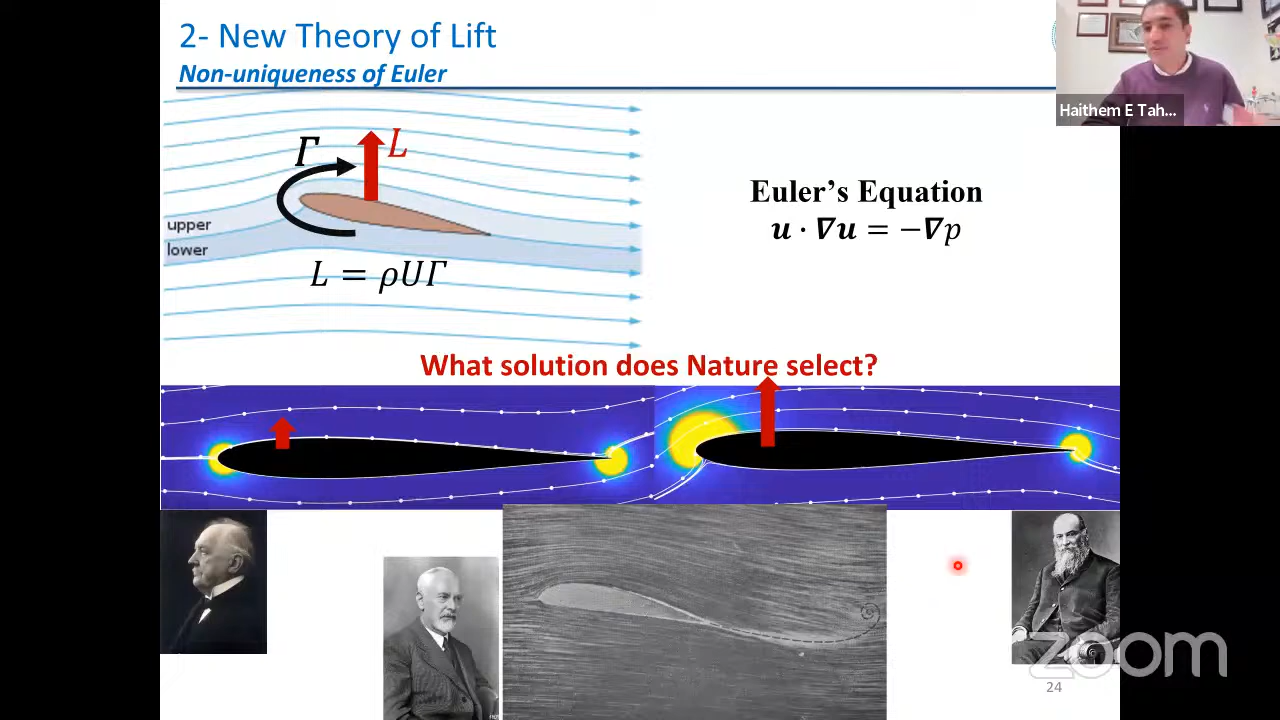 2- New Theory of Lift
Non-uniqueness of Euler
Haithem E Tah...
Γ
L
upper
lower
L = ρUΓ
Euler's Equation
u · ∇u = −∇p
What solution does Nature select?
zoom
24